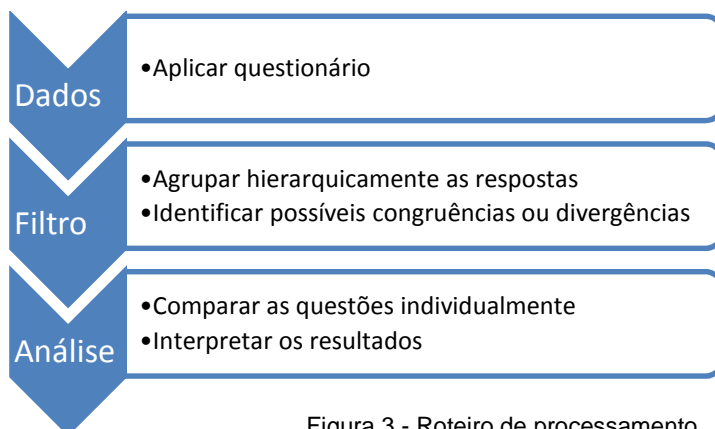 Dados
•Aplicar questionário
Filtro
•Agrupar hierarquicamente as respostas
•Identificar possíveis congruências ou divergências
Análise
•Comparar as questões individualmente
•Interpretar os resultados
Figura 3 - Roteiro de processamento